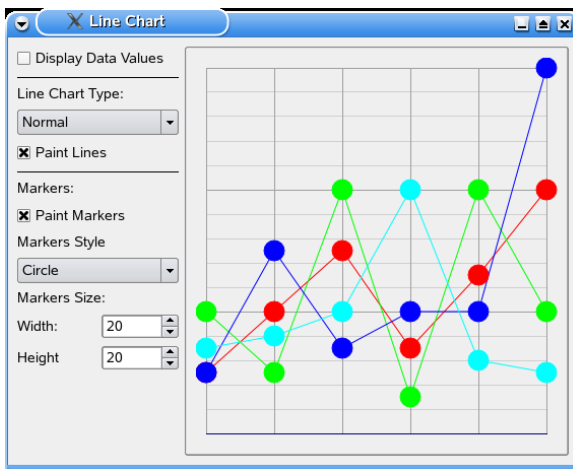 Line Chart
Display Data Values
Line Chart Type:
Normal
Paint Lines
Markers:
Paint Markers
Markers Style
Circle
Markers Size:
Width: 20
Height 20